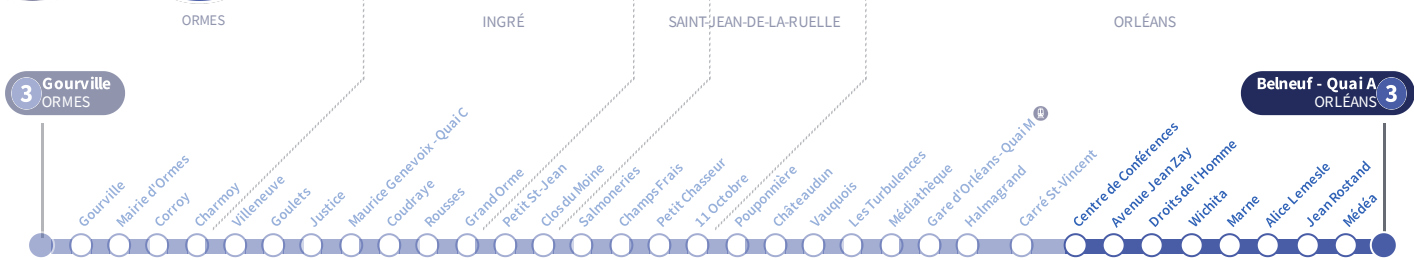 ORMES
INGRÉ
SAINT-JEAN-DE-LA-RUELLE
ORLÉANS
3
Gourville
ORMES
Belneuf - Quai A
ORLÉANS
3
Gourville
Mairie d'Ormes
Corroy
Charmoy
Villeneuve
Goulets
Justice
Maurice Genevoix - Quai C
Coudraye
Rousses
Grand Orme
Petit St-Jean
Clos du Moine
Salmoneries
Champs Frais
Petit Chasseur
11 Octobre
Pouponnière
Châteaudun
Vauquois
Les Turbulences
Médiathèque
Gare d'Orléans - Quai M
Halmagrand
Carré St-Vincent
Centre de Conférences
Avenue Jean Zay
Droits de l'Homme
Wichita
Marne
Alice Lemesle
Jean Rostand
Médéa